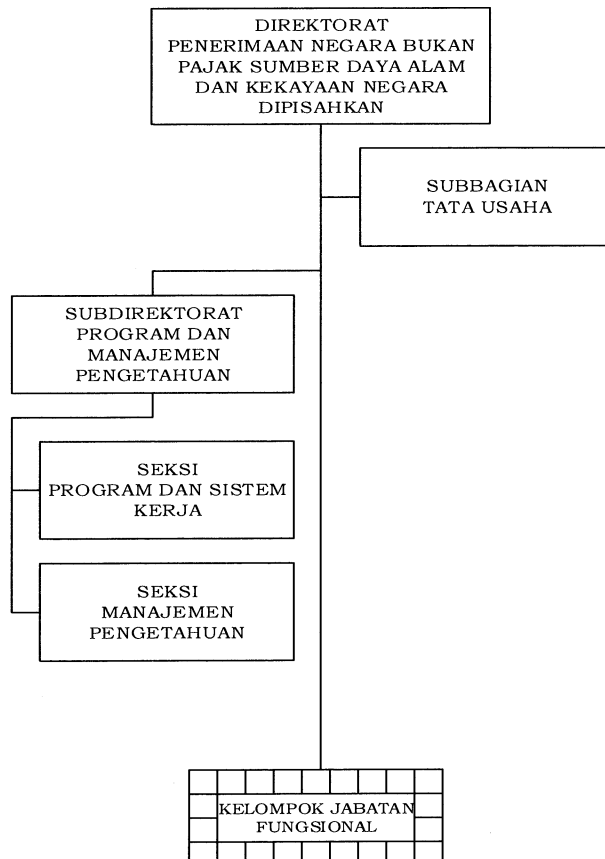 DIREKTORAT
PENERIMAAN NEGARA BUKAN
PAJAK SUMBER DAYA ALAM
DAN KEKAYAAN NEGARA
DIPISAHKAN
SUBBAGIAN
TATA USAHA
SUBDIREKTORAT
PROGRAM DAN
MANAJEMEN
PENGETAHUAN
SEKSI
PROGRAM DAN SISTEM
KERJA
SEKSI
MANAJEMEN
PENGETAHUAN
KELOMPOK JABATAN
FUNGSIONAL